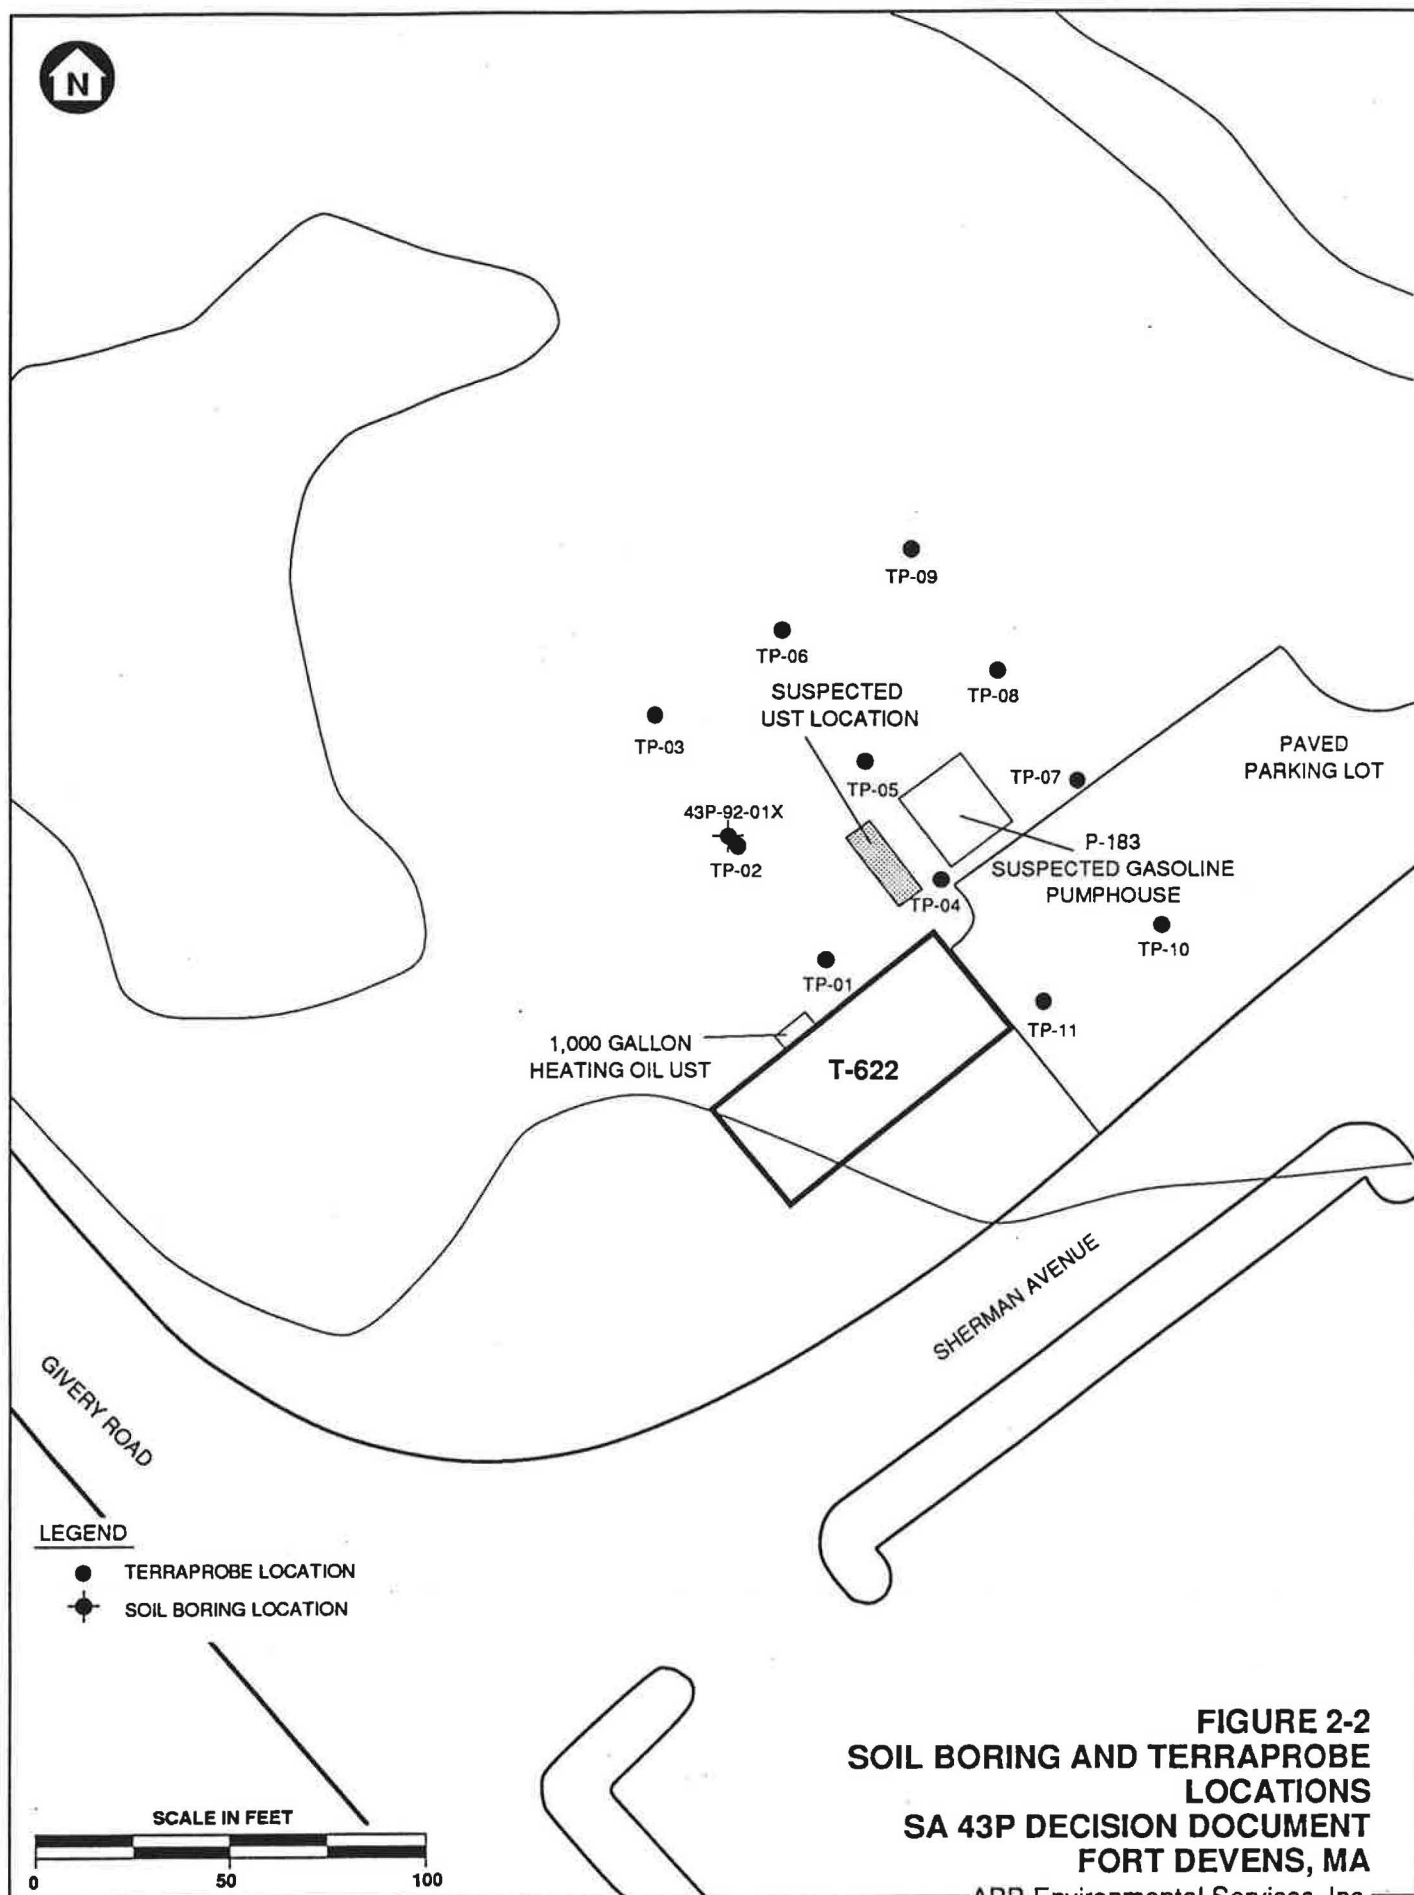 N
TP-09
TP-06
TP-08
SUSPECTED
UST LOCATION
TP-03
PAVED
PARKING LOT
TP-07
TP-05
43P-92-01X
P-183
SUSPECTED GASOLINE
PUMPHOUSE
TP-02
TP-04
TP-10
TP-01
TP-11
1,000 GALLON
HEATING OIL UST
T-622
SHERMAN AVENUE
GIVERY ROAD
LEGEND
TERRAPROBE LOCATION
SOIL BORING LOCATION
SCALE IN FEET
0 50 100
FIGURE 2-2
SOIL BORING AND TERRAPROBE
LOCATIONS
SA 43P DECISION DOCUMENT
FORT DEVENS, MA
Environmental Services, Inc.